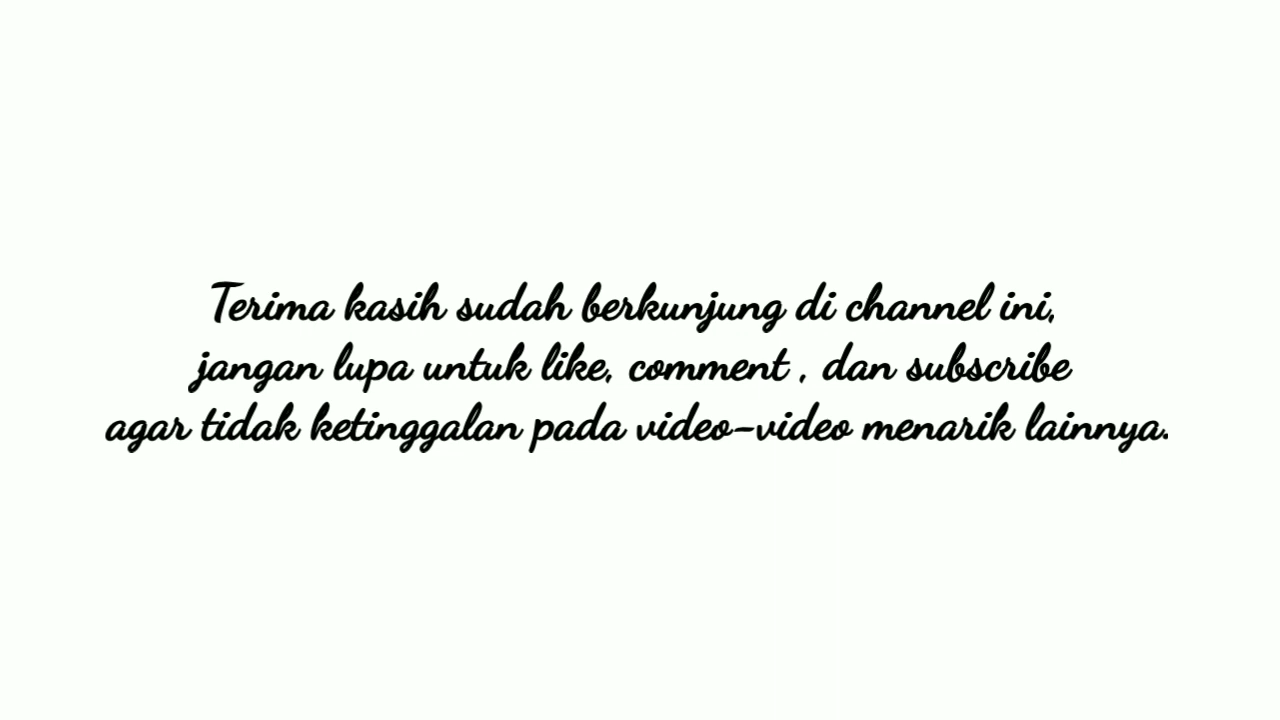 Terima kasih sudah berkunjung di channel ini,
jangan lupa untuk like, comment , dan subscribe
agar tidak ketinggalan pada video-video menarik lainnya.